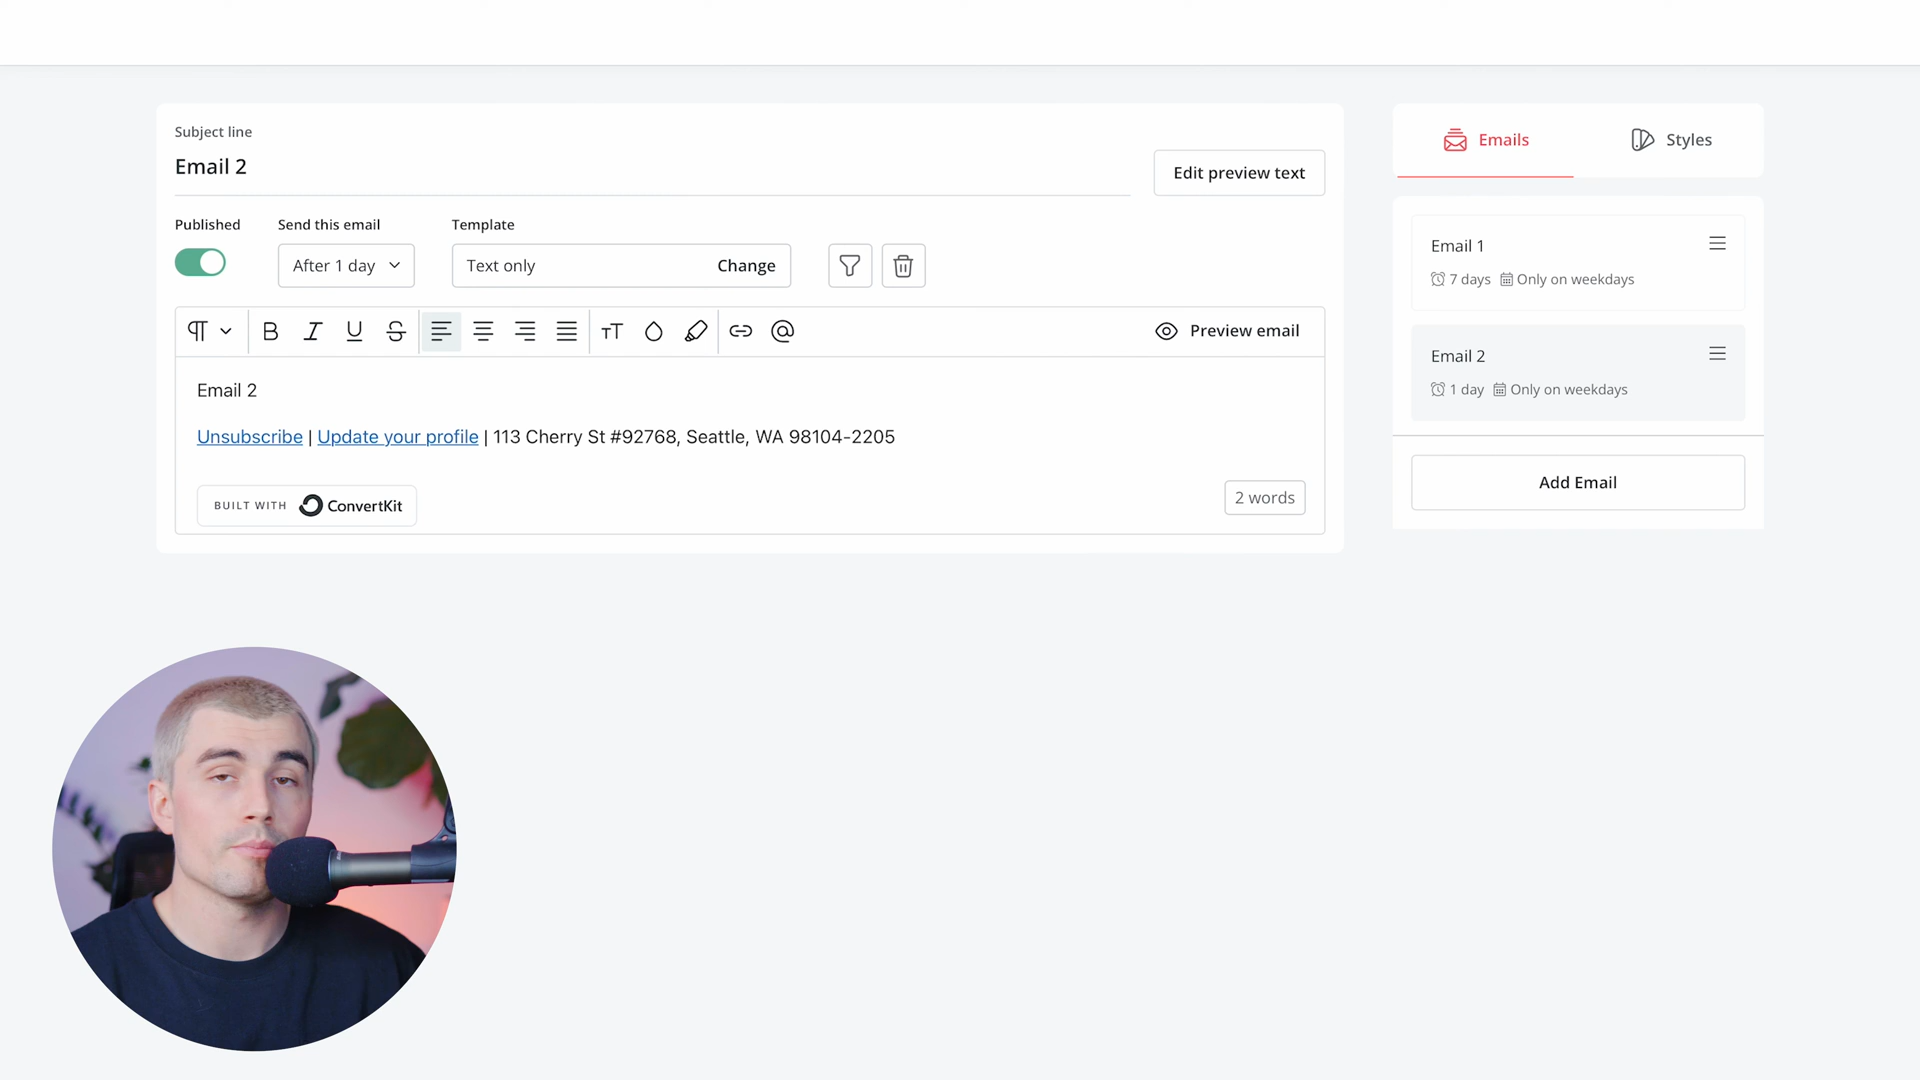 Subject line
Email 2
Edit preview text
Published
Send this email
After 1 day
Template
Text only
Change
Preview email
Email 2
Unsubscribe | Update your profile | 113 Cherry St #92768, Seattle, WA 98104-2205
BUILT WITH ConvertKit
2 words
Emails
Styles
Email 1
7 days Only on weekdays
Email 2
1 day Only on weekdays
Add Email